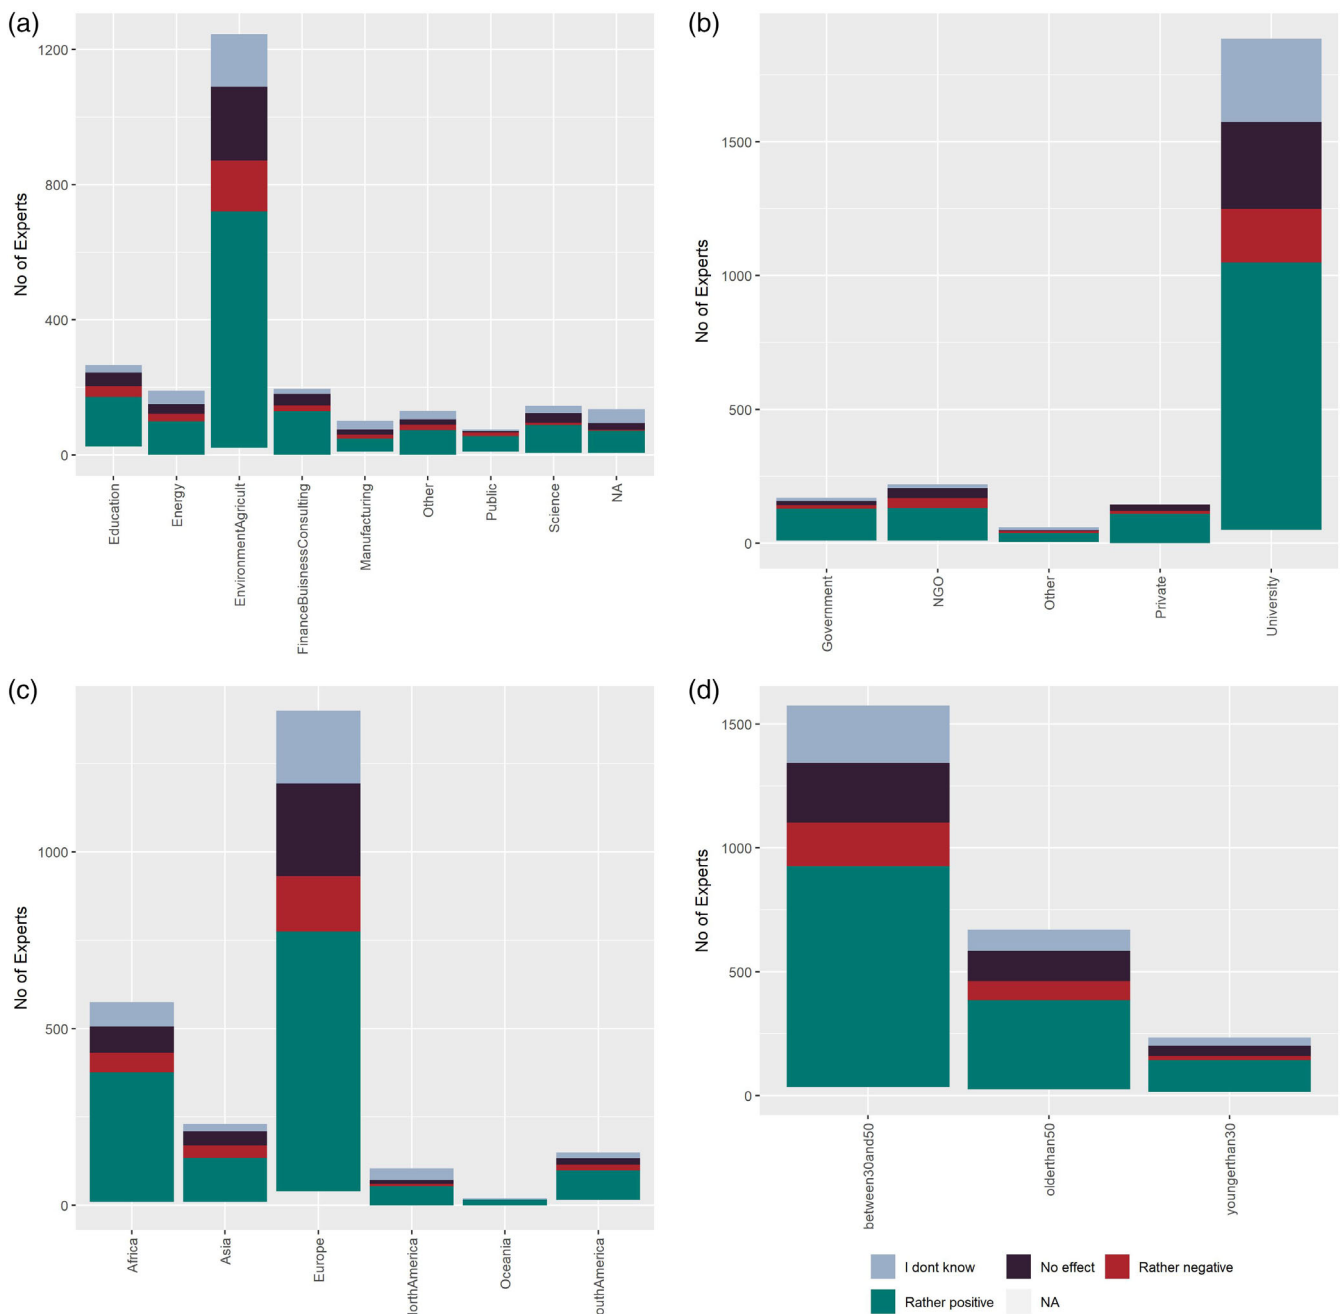 (a)
1200
800
400
0
No of Experts
Education
Energy
EnvironmentAgricult
FinanceBuisnessConsulting
Manufacturing
Other
Public
Science
NA
(b)
1500
1000
500
0
No of Experts
Government
NGO
Other
Private
University
(c)
1000
500
0
No of Experts
Africa
Asia
Europe
NorthAmerica
Oceania
outhAmerica
(d)
1500
1000
500
0
No of Experts
between30and50
olderthan50
youngerthan30
I dont know
No effect
Rather negative
Rather positive
NA